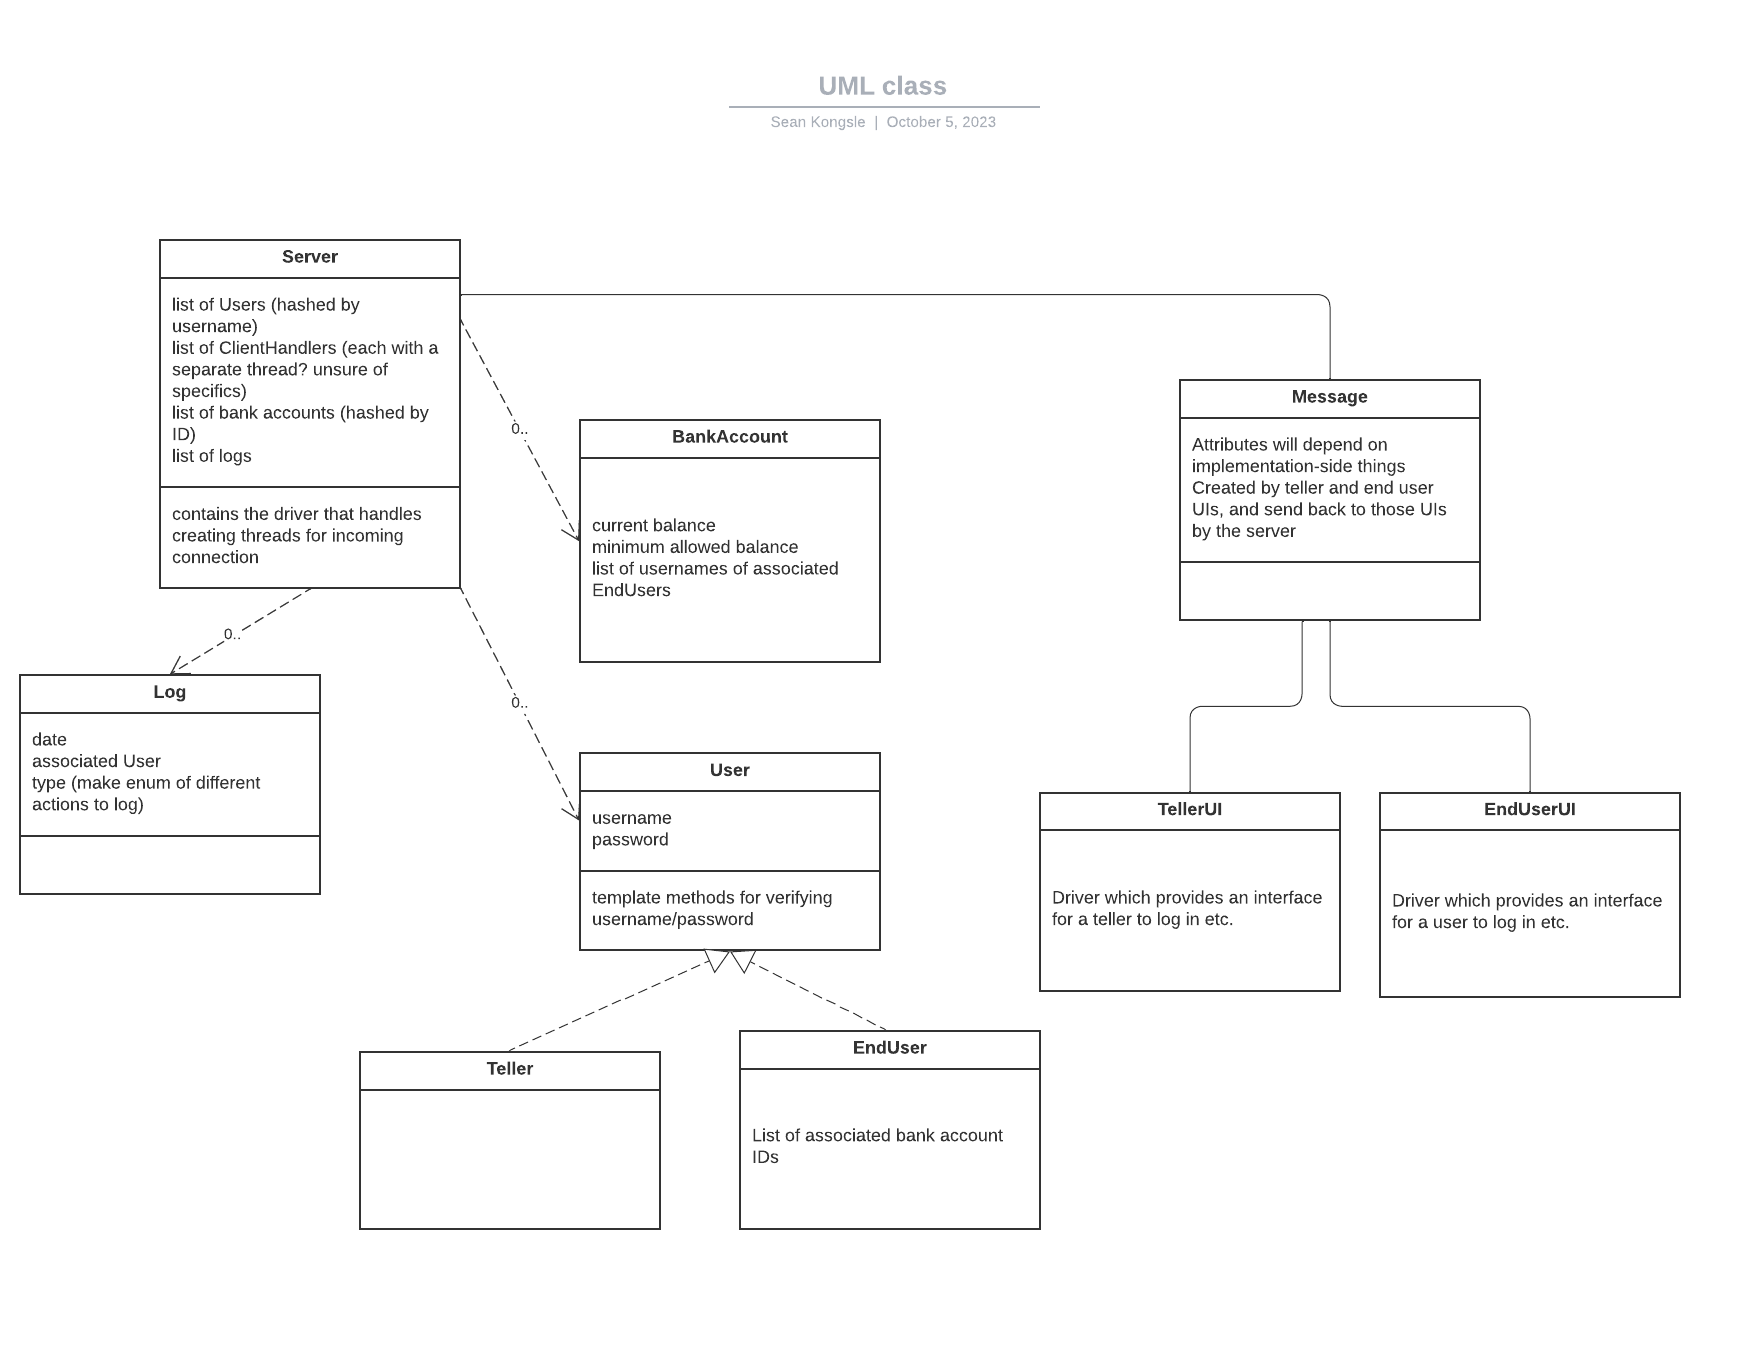 UML class
Sean Kongsle | October 5, 2023
Server
list of Users (hashed by
username)
list of ClientHandlers (each with a
separate thread? unsure of
specifics)
list of bank accounts (hashed by
ID)
list of logs
contains the driver that handles
creating threads for incoming
connection
0..
BankAccount
current balance
minimum allowed balance
list of usernames of associated
EndUsers
Message
Attributes will depend on
implementation-side things
Created by teller and end user
UIs, and send back to those UIs
by the server
0..
Log
date
associated User
type (make enum of different
actions to log)
0..
User
username
password
template methods for verifying
username/password
TellerUI
Driver which provides an interface
for a teller to log in etc.
EndUserUI
Driver which provides an interface
for a user to log in etc.
Teller
EndUser
List of associated bank account
IDs